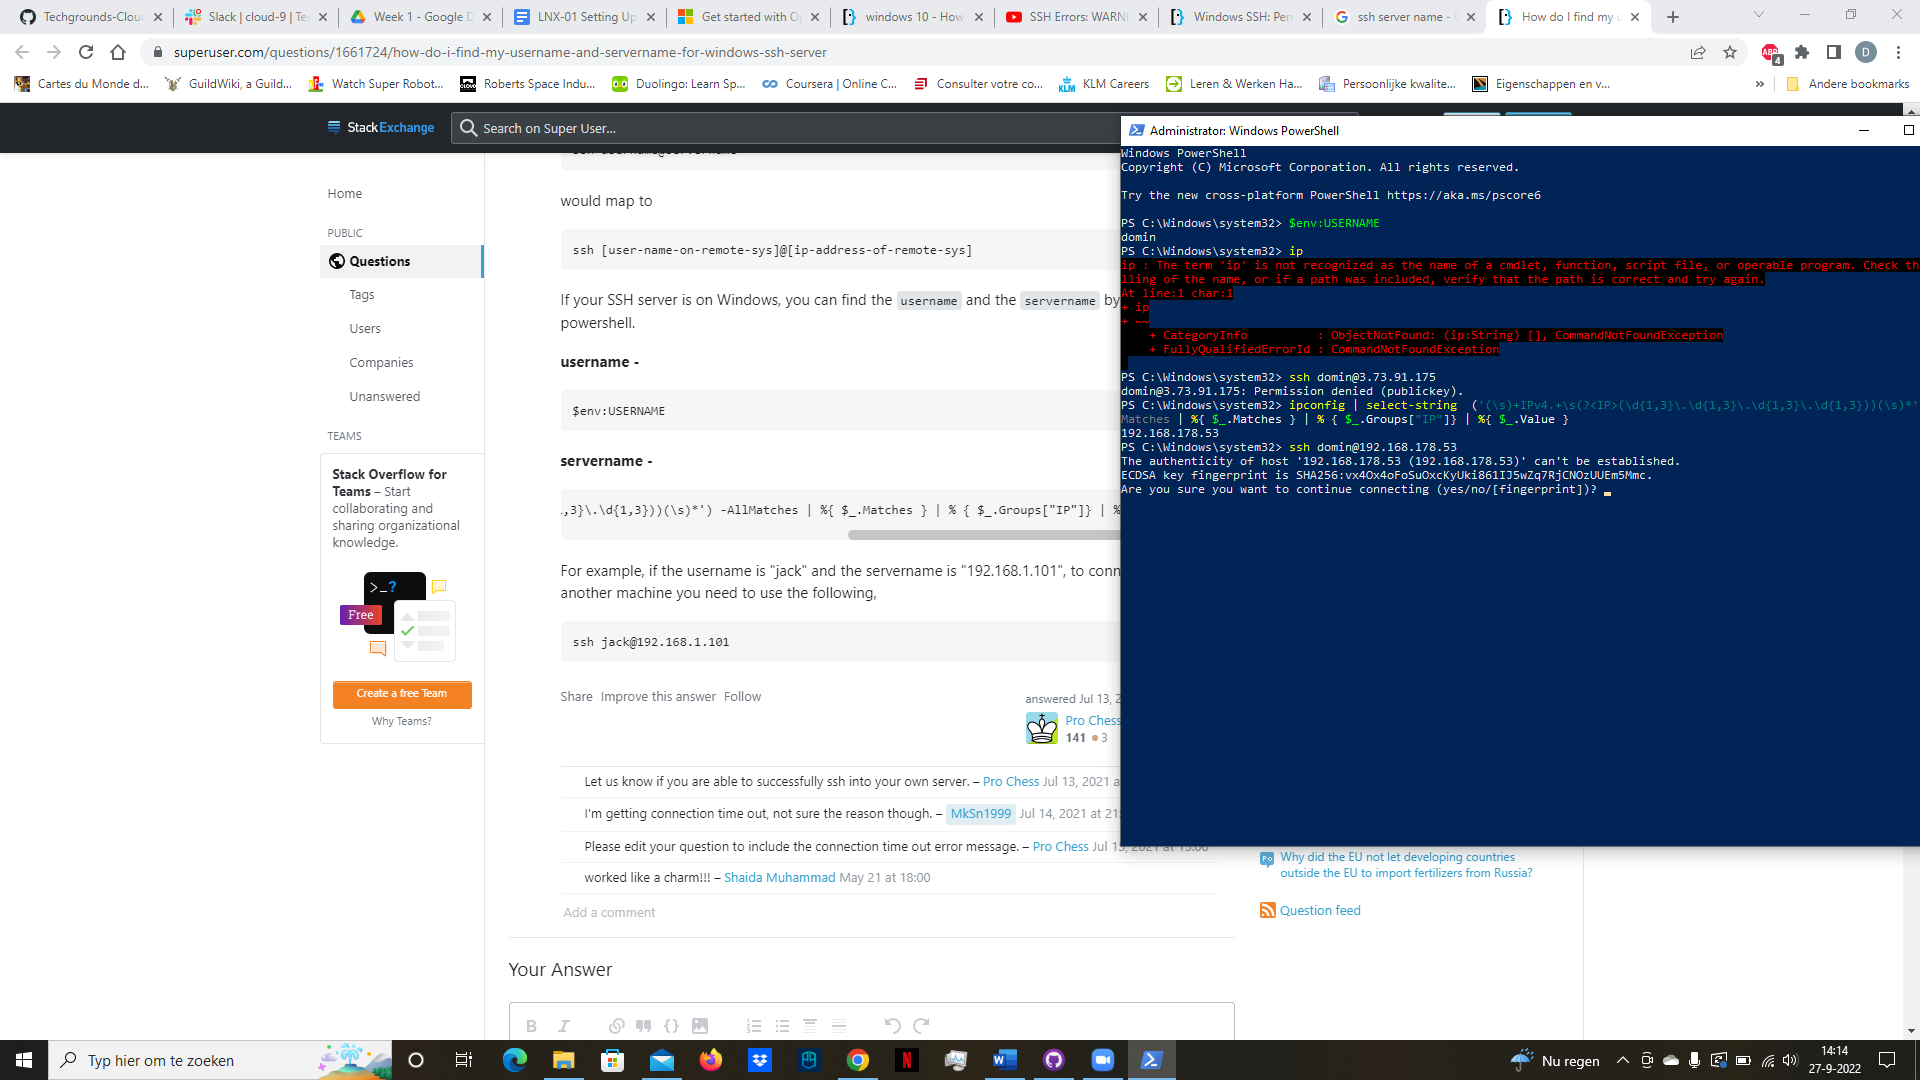 Techgrounds-Clou
Slack | cloud-9 | Te
Week 1 - Google D
LNX-01 Setting Up
Get started with Op
windows 10 - How
SSH Errors: WARN
Windows SSH: Per
ssh server name - G
How do I find my u
superuser.com/questions/1661724/how-do-i-find-my-username-and-servername-for-windows-ssh-server
ABP
4
D
Cartes du Monde d...
GuildWiki, a Guild...
Watch Super Robot...
Roberts Space Indu...
Duolingo: Learn Sp...
Coursera | Online C...
Consulter votre co...
KLM Careers
Leren & Werken Ha...
Persoonlijke kwalite...
Eigenschappen en v...
»
Andere bookmarks
StackExchange
Search on Super User...
Home
PUBLIC
Questions
Tags
Users
Companies
Unanswered
TEAMS
Stack Overflow for
Teams – Start
collaborating and
sharing organizational
knowledge.
>_?
Free
Create a free Team
Why Teams?
would map to
ssh [user-name-on-remote-sys]@[ip-address-of-remote-sys]
If your SSH server is on Windows, you can find the username and the servername by
powershell.
username -
$env:USERNAME
servername -
,3}\.\d{1,3}))(\s)*') -AllMatches | %{ $_.Matches } | % { $_.Groups["IP"]} | %
For example, if the username is "jack" and the servername is "192.168.1.101", to conn
another machine you need to use the following,
ssh jack@192.168.1.101
Share Improve this answer Follow
answered Jul 13, 2
Pro Chess
141 3
Let us know if you are able to successfully ssh into your own server. – Pro Chess Jul 13, 2021 a
I'm getting connection time out, not sure the reason though. – MkSn1999 Jul 14, 2021 at 21:
Please edit your question to include the connection time out error message. – Pro Chess Jul 15, 2021 at 15:06
worked like a charm!!! – Shaida Muhammad May 21 at 18:00
Add a comment
Your Answer
B I
Administrator: Windows PowerShell
Windows PowerShell
Copyright (C) Microsoft Corporation. All rights reserved.
Try the new cross-platform PowerShell https://aka.ms/pscore6
PS C:\Windows\system32> $env:USERNAME
domin
PS C:\Windows\system32> ip
ip : The term 'ip' is not recognized as the name of a cmdlet, function, script file, or operable program. Check th
lling of the name, or if a path was included, verify that the path is correct and try again.
At line:1 char:1
+ ip
+ ~~
+ CategoryInfo : ObjectNotFound: (ip:String) [], CommandNotFoundException
+ FullyQualifiedErrorId : CommandNotFoundException
PS C:\Windows\system32> ssh domin@3.73.91.175
domin@3.73.91.175: Permission denied (publickey).
PS C:\Windows\system32> ipconfig | select-string ('(\s)+IPv4.+\s(?<IP>(\d{1,3}\.\d{1,3}\.\d{1,3}\.\d{1,3}))(\s)*'
Matches | %{ $_.Matches } | % { $_.Groups["IP"]} | %{ $_.Value }
192.168.178.53
PS C:\Windows\system32> ssh domin@192.168.178.53
The authenticity of host '192.168.178.53 (192.168.178.53)' can't be established.
ECDSA key fingerprint is SHA256:vx4Ox4oFoSuOxcKyUki861IJ5wZq7RjCNOzUUEm5Mmc.
Are you sure you want to continue connecting (yes/no/[fingerprint])?
Why did the EU not let developing countries
outside the EU to import fertilizers from Russia?
Question feed
Typ hier om te zoeken
Nu regen
14:14
27-9-2022